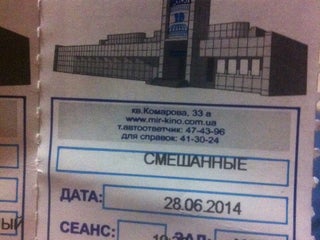 кв.Комарова, 33 а
www.mir-kino.com.ua
т.автоответчик: 47-43-96
для справок: 41-30-24
СМЕШАННЫЕ
ДАТА: 28.06.2014
СЕАНС: ЗАЛ: